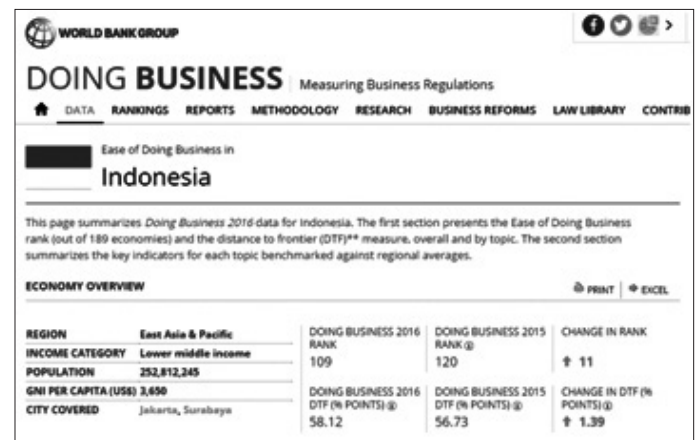 WORLD BANK GROUP
DOING BUSINESS Measuring Business Regulations
DATA RANKINGS REPORTS METHODOLOGY RESEARCH BUSINESS REFORMS LAW LIBRARY CONTRIB
Ease of Doing Business in
Indonesia
This page summarizes Doing Business 2016 data for Indonesia. The first section presents the Ease of Doing Business
rank (out of 189 economies) and the distance to frontier (DTF)** measure, overall and by topic. The second section
summarizes the key indicators for each topic benchmarked against regional averages.
ECONOMY OVERVIEW PRINT EXCEL
REGION East Asia & Pacific
INCOME CATEGORY Lower middle income
POPULATION 252,812,245
GNI PER CAPITA (US$) 3,650
CITY COVERED Jakarta, Surabaya
DOING BUSINESS 2016
RANK
109
DOING BUSINESS 2015
RANK
120
CHANGE IN RANK
11
DOING BUSINESS 2016
DTF (% POINTS)
58.12
DOING BUSINESS 2015
DTF (% POINTS)
56.73
CHANGE IN DTF (%
POINTS)
1.39